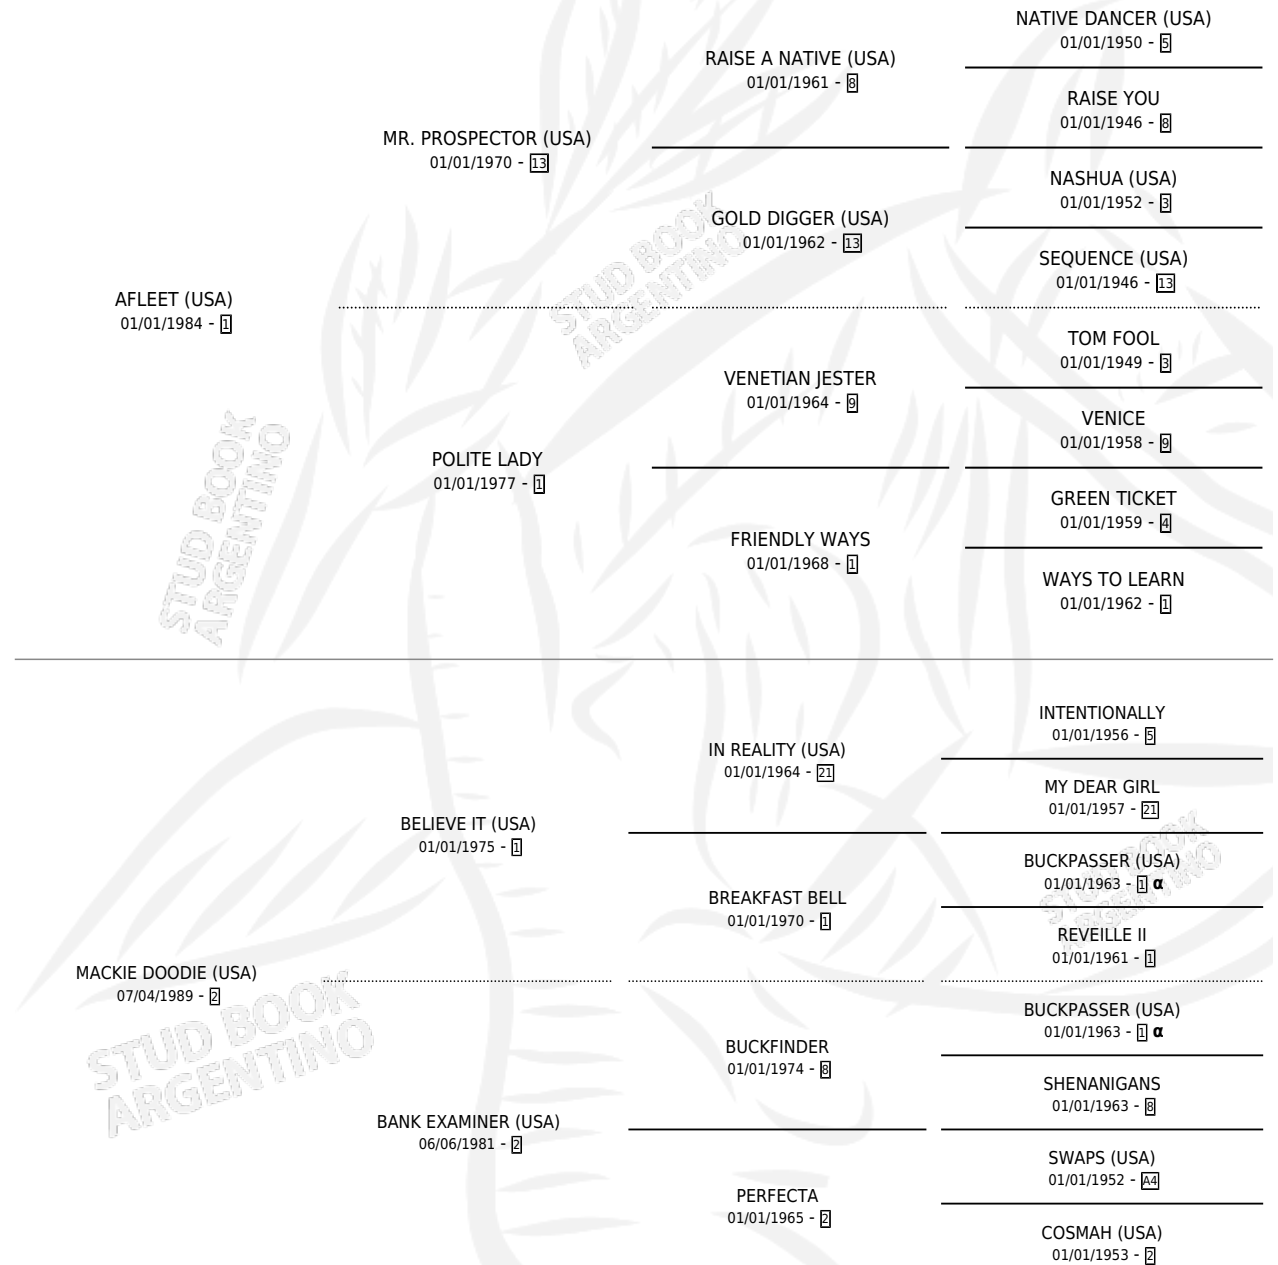 NATIVE DANCER (USA)
01/01/1950 - 5
RAISE A NATIVE (USA)
01/01/1961 - 8
RAISE YOU
01/01/1946 - 8
MR. PROSPECTOR (USA)
01/01/1970 - 13
NASHUA (USA)
01/01/1952 - 3
GOLD DIGGER (USA)
01/01/1962 - 13
SEQUENCE (USA)
01/01/1946 - 13
STUD BOOK
ARGENTINO
AFLEET (USA)
01/01/1984 - 1
TOM FOOL
01/01/1949 - 3
VENETIAN JESTER
01/01/1964 - 9
VENICE
01/01/1958 - 9
POLITE LADY
01/01/1977 - 1
GREEN TICKET
01/01/1959 - 4
FRIENDLY WAYS
01/01/1968 - 1
WAYS TO LEARN
01/01/1962 - 1
STUD BOOK
ARGENTINO
INTENTIONALLY
01/01/1956 - 5
IN REALITY (USA)
01/01/1964 - 21
MY DEAR GIRL
01/01/1957 - 21
BELIEVE IT (USA)
01/01/1975 - 1
BUCKPASSER (USA)
01/01/1963 - 1 α
BREAKFAST BELL
01/01/1970 - 1
REVEILLE II
01/01/1961 - 1
STUD BOOK
ARGENTINO
MACKIE DOODIE (USA)
07/04/1989 - 2
BUCKPASSER (USA)
01/01/1963 - 1 α
BUCKFINDER
01/01/1974 - 8
SHENANIGANS
01/01/1963 - 8
STUD BOOK
ARGENTINO
BANK EXAMINER (USA)
06/06/1981 - 2
SWAPS (USA)
01/01/1952 - A4
PERFECTA
01/01/1965 - 2
COSMAH (USA)
01/01/1953 - 2